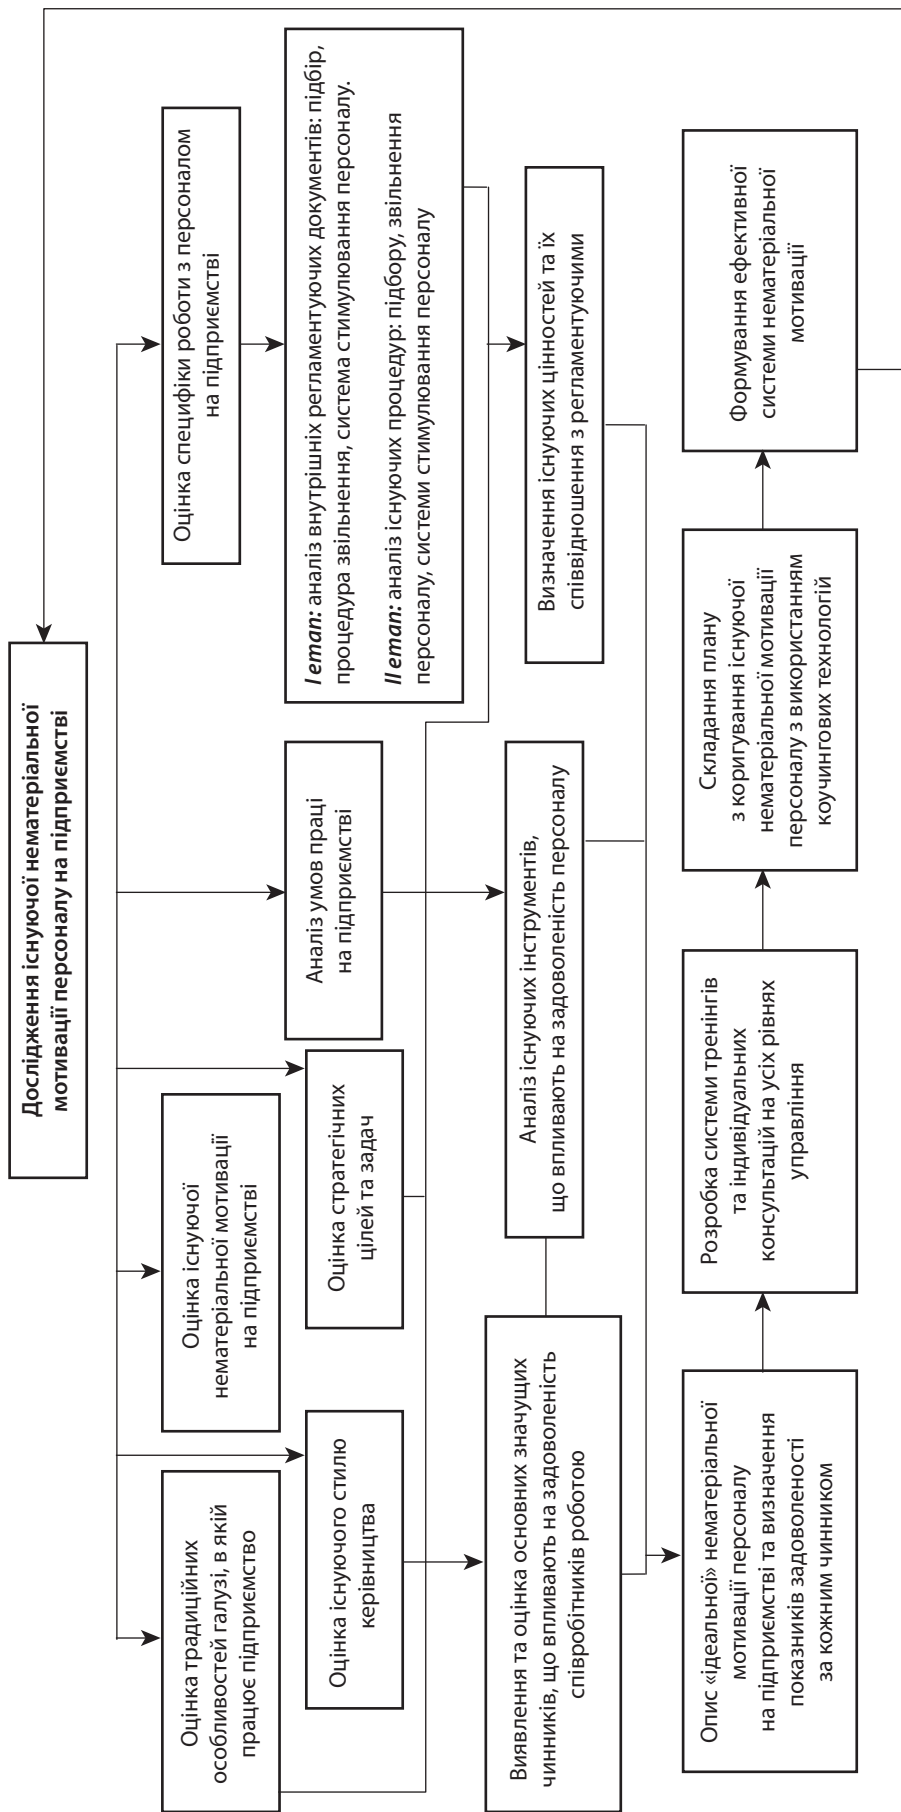 Дослідження існуючої нематеріальної
мотивації персоналу на підприємстві
Оцінка традиційних
особливостей галузі, в якій
працює підприємство
Оцінка існуючої
нематеріальної мотивації
на підприємстві
Оцінка специфіки роботи з персоналом
на підприємстві
Оцінка існуючого стилю
керівництва
Оцінка стратегічних
цілей та задач
Аналіз умов праці
на підприємстві
І етап: аналіз внутрішніх регламентуючих документів: підбір,
процедура звільнення, система стимулювання персоналу.
ІІ етап: аналіз існуючих процедур: підбору, звільнення
персоналу, системи стимулювання персоналу
Виявлення та оцінка основних значущих
чинників, що впливають на задоволеність
співробітників роботою
Аналіз існуючих інструментів,
що впливають на задоволеність персоналу
Визначення існуючих цінностей та їх
співвідношення з регламентуючими
Опис «ідеальної» нематеріальної
мотивації персоналу
на підприємстві та визначення
показників задоволеності
за кожним чинником
Розробка системи тренінгів
та індивідуальних
консультацій на усіх рівнях
управління
Складання плану
з коригування існуючої
нематеріальної мотивації
персоналу з використанням
коучингових технологій
Формування ефективної
системи нематеріальної
мотивації